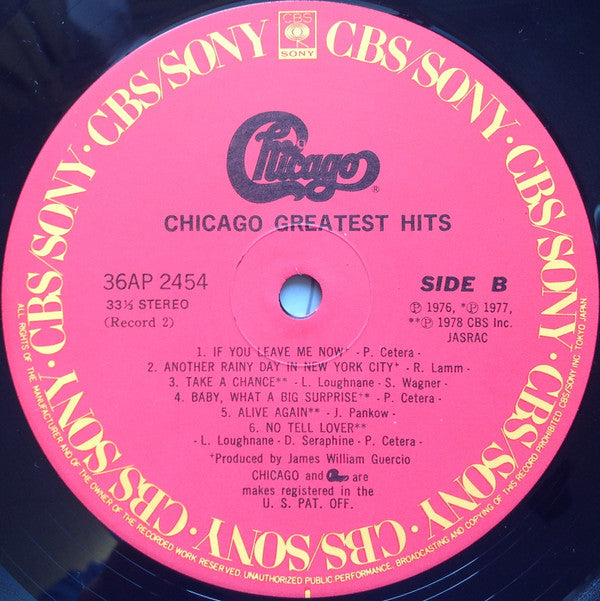 CBS
SONY
CBS/SONY · CBS/SONY · CBS/SONY · CBS/SONY · CBS/SONY · CBS/SONY · CBS/SONY · CBS/SONY ·
Chicago ®
CHICAGO GREATEST HITS
36AP 2454
33⅓ STEREO
(Record 2)
SIDE B
Ⓟ 1976, *Ⓟ 1977,
**Ⓟ 1978 CBS Inc.
JASRAC
1. IF YOU LEAVE ME NOW⁺ - P. Cetera -
2. ANOTHER RAINY DAY IN NEW YORK CITY⁺ - R. Lamm -
3. TAKE A CHANCE** - L. Loughnane - S. Wagner -
4. BABY, WHAT A BIG SURPRISE⁺* - P. Cetera -
5. ALIVE AGAIN** - J. Pankow -
6. NO TELL LOVER**
- L. Loughnane - D. Seraphine - P. Cetera -
⁺Produced by James William Guercio
CHICAGO and Chicago are
makes registered in the
U. S. PAT. OFF.
ALL RIGHTS OF THE MANUFACTURER AND OF THE OWNER OF THE RECORDED WORK RESERVED. UNAUTHORIZED PUBLIC PERFORMANCE, BROADCASTING AND COPYING OF THIS RECORD PROHIBITED. CBS/SONY INC. TOKYO JAPAN